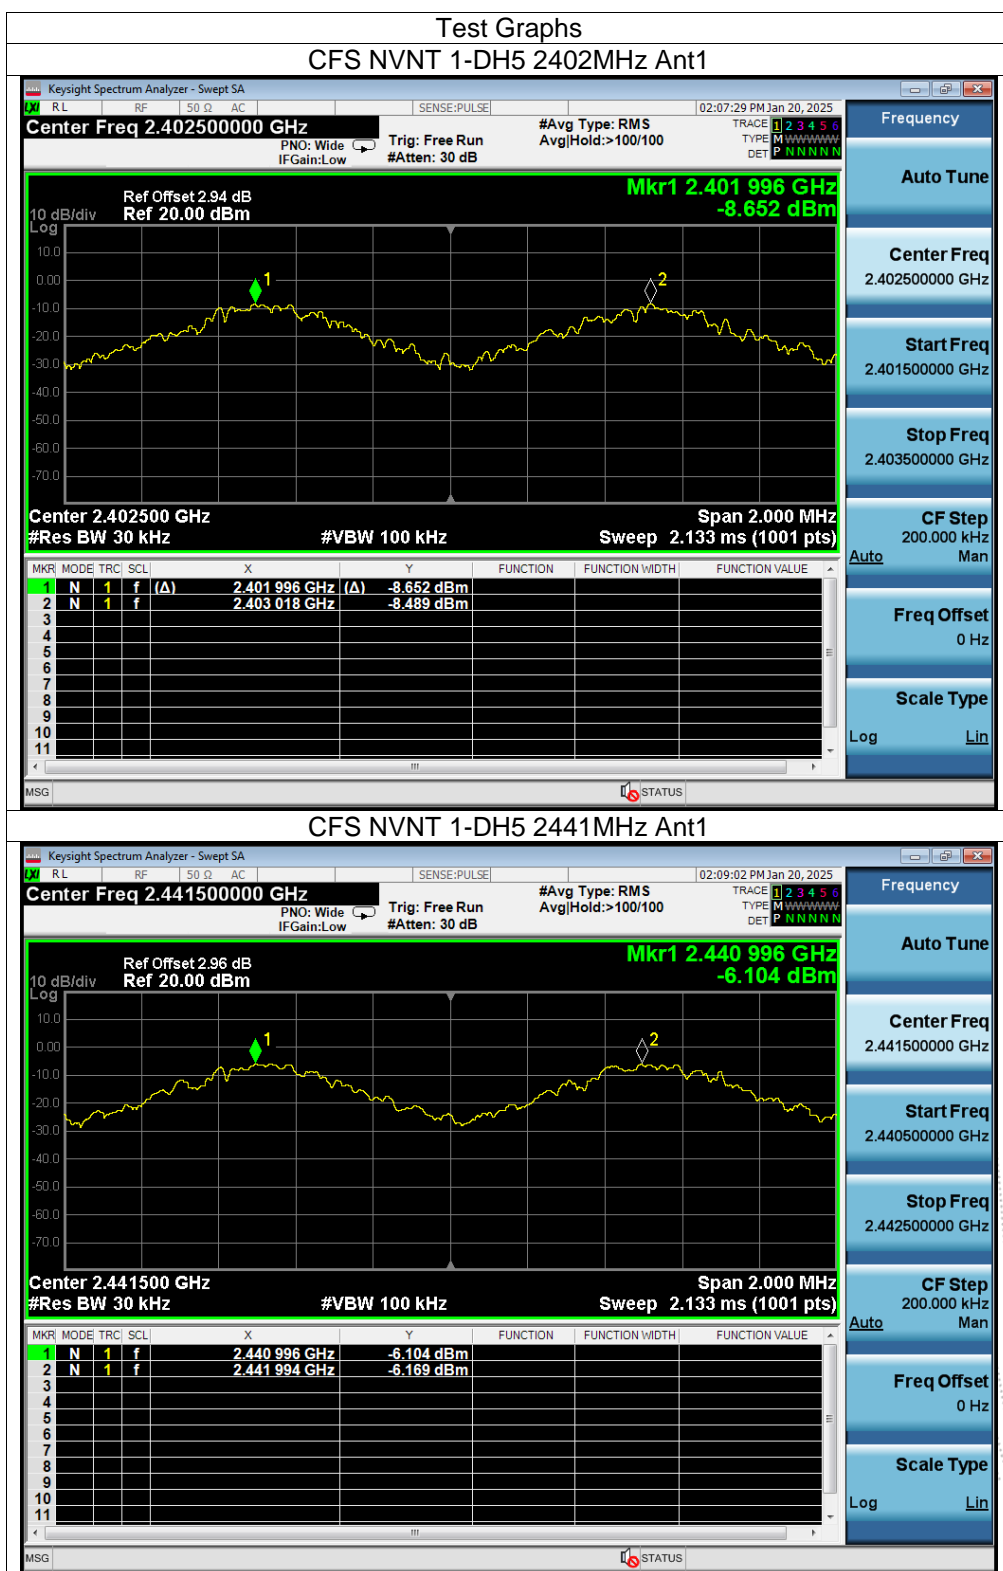 Test Graphs
CFS NVNT 1-DH5 2402MHz Ant1
Keysight Spectrum Analyzer - Swept SA
LXI RL RF 50 Ω AC SENSE:PULSE 02:07:29 PM Jan 20, 2025
Center Freq 2.402500000 GHz #Avg Type: RMS TRACE 1 2 3 4 5 6 Frequency
PNO: Wide Trig: Free Run Avg|Hold:>100/100 TYPE M WWWWW
IFGain:Low #Atten: 30 dB DET P N N N N N
Auto Tune
Mkr1 2.401 996 GHz
Ref Offset 2.94 dB
10 dB/div Ref 20.00 dBm -8.652 dBm
Log
10.0
Center Freq
2.402500000 GHz
0.00
1
2
-10.0
-20.0
Start Freq
2.401500000 GHz
-30.0
-40.0
-50.0
Stop Freq
2.403500000 GHz
-60.0
-70.0
Center 2.402500 GHz Span 2.000 MHz
#Res BW 30 kHz #VBW 100 kHz Sweep 2.133 ms (1001 pts)
CF Step
200.000 kHz
Auto Man
MKR MODE TRC SCL X Y FUNCTION FUNCTION WIDTH FUNCTION VALUE
1 N 1 f (Δ) 2.401 996 GHz (Δ) -8.652 dBm
2 N 1 f 2.403 018 GHz -8.489 dBm
3
4
5
6
7
8
9
10
11
Freq Offset
0 Hz
Scale Type
Log Lin
MSG STATUS
CFS NVNT 1-DH5 2441MHz Ant1
Keysight Spectrum Analyzer - Swept SA
LXI RL RF 50 Ω AC SENSE:PULSE 02:09:02 PM Jan 20, 2025
Center Freq 2.441500000 GHz #Avg Type: RMS TRACE 1 2 3 4 5 6 Frequency
PNO: Wide Trig: Free Run Avg|Hold:>100/100 TYPE M WWWWW
IFGain:Low #Atten: 30 dB DET P N N N N N
Auto Tune
Mkr1 2.440 996 GHz
Ref Offset 2.96 dB
10 dB/div Ref 20.00 dBm -6.104 dBm
Log
10.0
Center Freq
2.441500000 GHz
0.00
1
2
-10.0
-20.0
Start Freq
2.440500000 GHz
-30.0
-40.0
-50.0
Stop Freq
2.442500000 GHz
-60.0
-70.0
Center 2.441500 GHz Span 2.000 MHz
#Res BW 30 kHz #VBW 100 kHz Sweep 2.133 ms (1001 pts)
CF Step
200.000 kHz
Auto Man
MKR MODE TRC SCL X Y FUNCTION FUNCTION WIDTH FUNCTION VALUE
1 N 1 f 2.440 996 GHz -6.104 dBm
2 N 1 f 2.441 994 GHz -6.169 dBm
3
4
5
6
7
8
9
10
11
Freq Offset
0 Hz
Scale Type
Log Lin
MSG STATUS